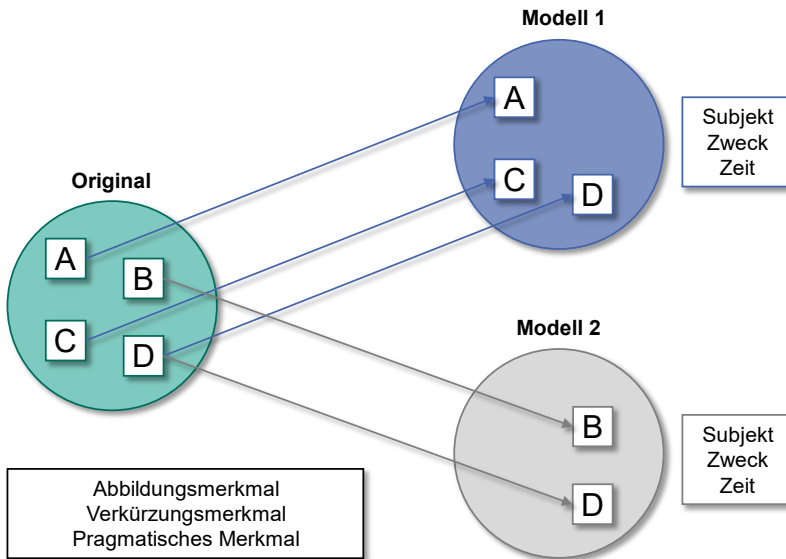 Modell 1
A
Subjekt
Zweck
Zeit
C
D
Original
A
B
C
D
Modell 2
B
Subjekt
Zweck
Zeit
D
Abbildungsmerkmal
Verkürzungsmerkmal
Pragmatisches Merkmal